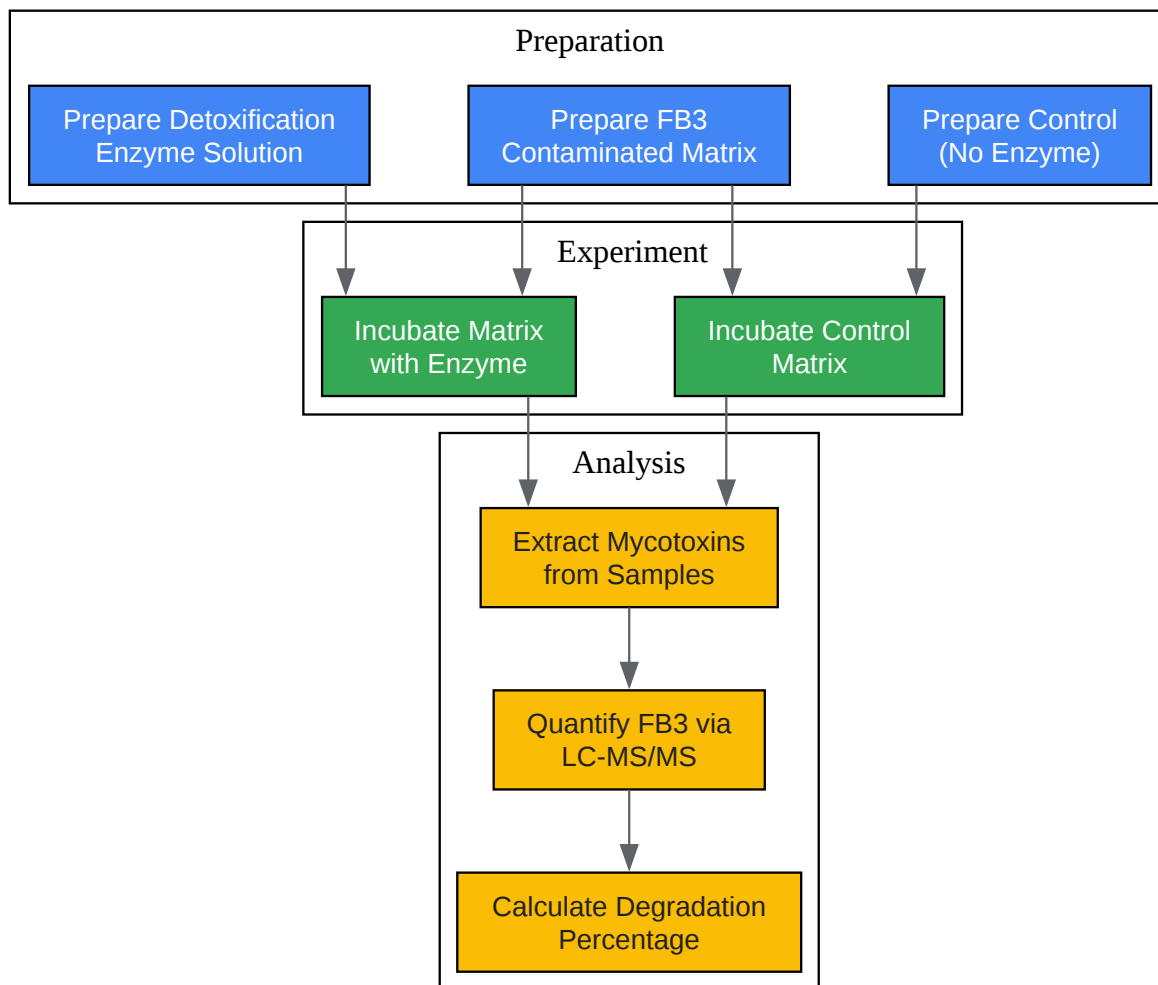 Preparation
Prepare Detoxification
Enzyme Solution
Prepare FB3
Contaminated Matrix
Prepare Control
(No Enzyme)
Experiment
Incubate Matrix
with Enzyme
Incubate Control
Matrix
Analysis
Extract Mycotoxins
from Samples
Quantify FB3 via
LC-MS/MS
Calculate Degradation
Percentage